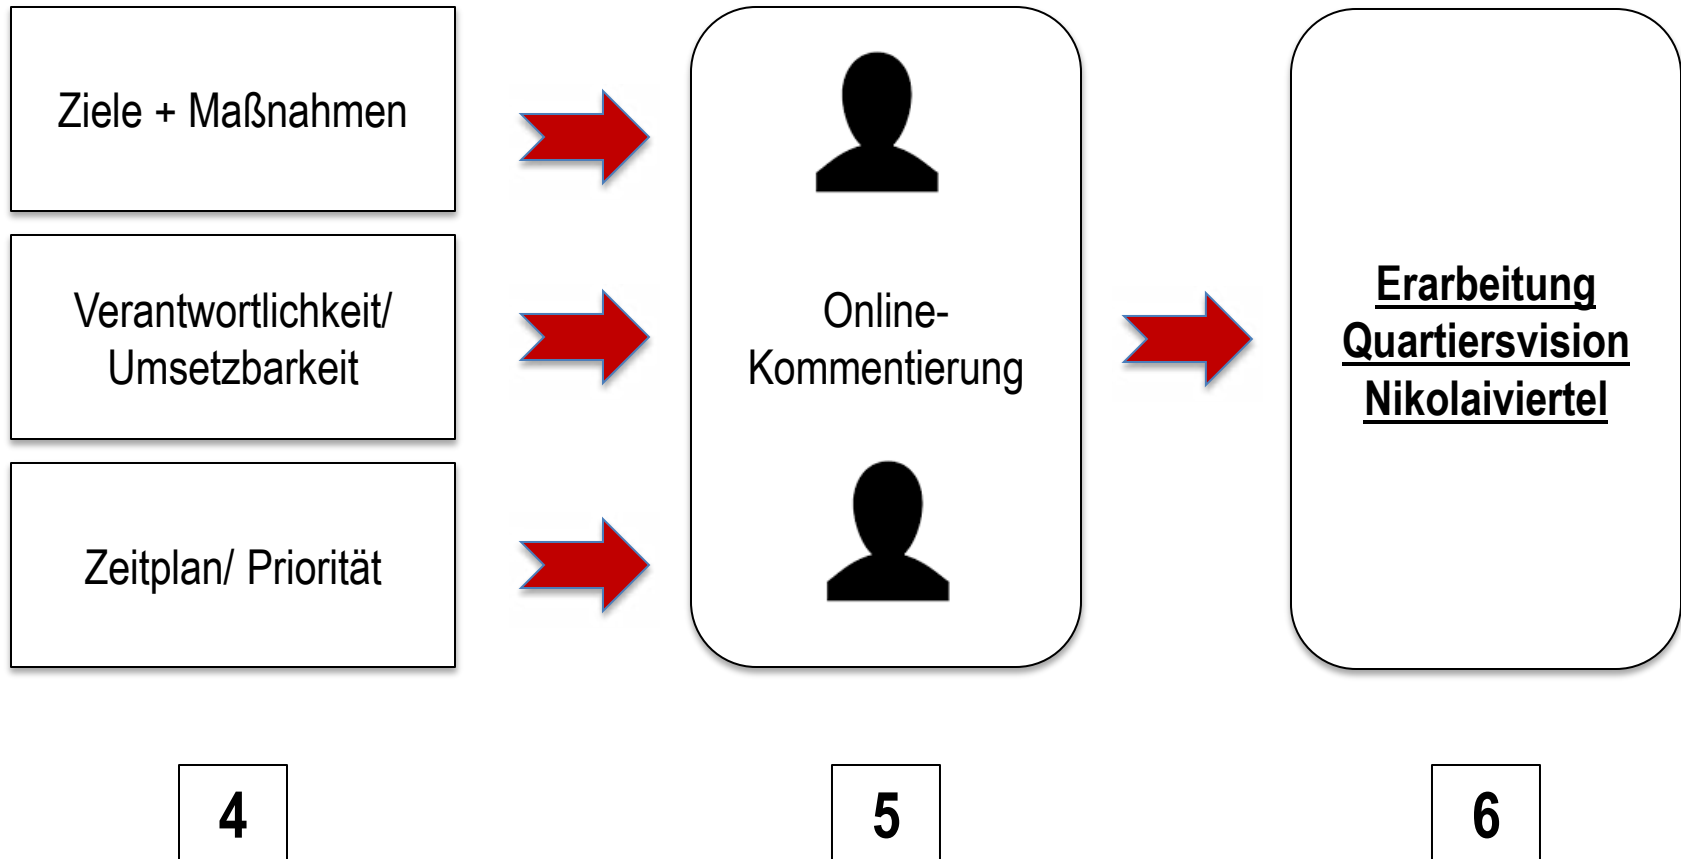 Ziele + Maßnahmen
Verantwortlichkeit/
Umsetzbarkeit
Zeitplan/ Priorität
Online-
Kommentierung
Erarbeitung
Quartiersvision
Nikolaiviertel
4
5
6